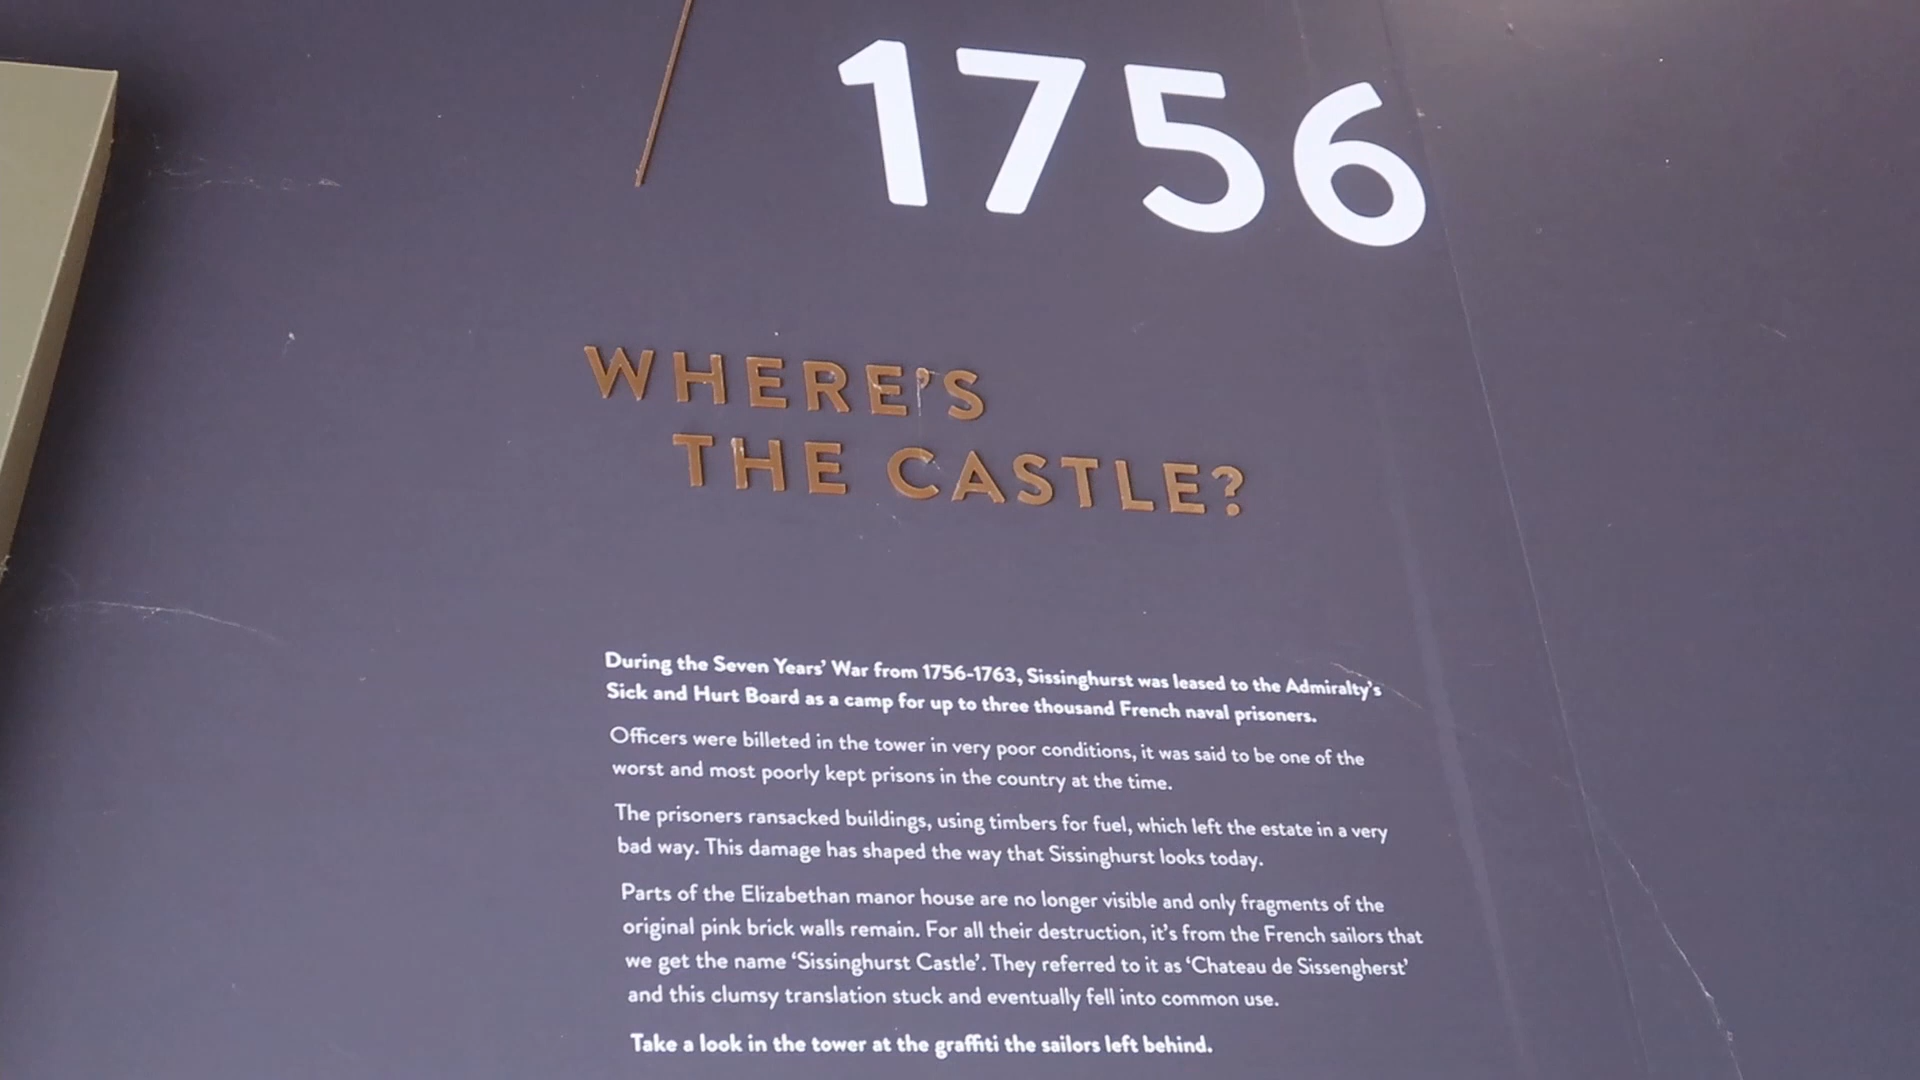 1756
WHERE'S
THE CASTLE?
During the Seven Years' War from 1756-1763, Sissinghurst was leased to the Admiralty's
Sick and Hurt Board as a camp for up to three thousand French naval prisoners.
Officers were billeted in the tower in very poor conditions, it was said to be one of the
worst and most poorly kept prisons in the country at the time.
The prisoners ransacked buildings, using timbers for fuel, which left the estate in a very
bad way. This damage has shaped the way that Sissinghurst looks today.
Parts of the Elizabethan manor house are no longer visible and only fragments of the
original pink brick walls remain. For all their destruction, it's from the French sailors that
we get the name 'Sissinghurst Castle'. They referred to it as 'Chateau de Sissengherst'
and this clumsy translation stuck and eventually fell into common use.
Take a look in the tower at the graffiti the sailors left behind.